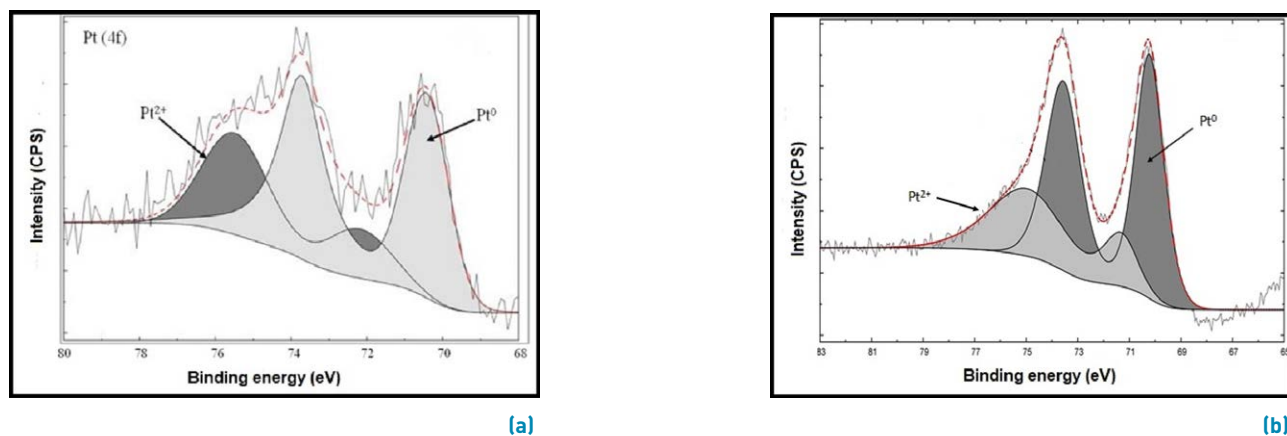 Pt (4f)
Pt²⁺
Pt⁰
Intensity (CPS)
80 78 76 74 72 70 68
Binding energy (eV)
(a)
Pt⁰
Pt²⁺
Intensity (CPS)
83 81 79 77 75 73 71 69 67 65
Binding energy (eV)
(b)